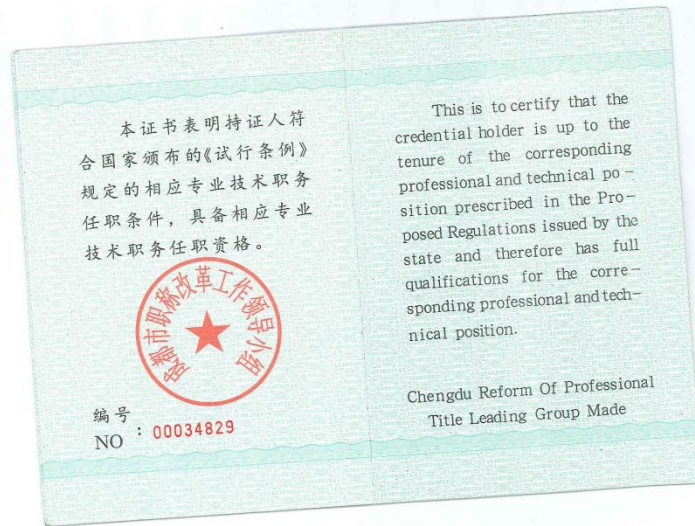 本证书表明持证人符
合国家颁布的《试行条例》
规定的相应专业技术职务
任职条件，具备相应专业
技术职务任职资格。
成都市职称改革工作领导小组
编号
NO：00034829
This is to certify that the
credential holder is up to the
tenure of the corresponding
professional and technical po-
sition prescribed in the Pro-
posed Regulations issued by the
state and therefore has full
qualifications for the corre-
sponding professional and tech-
nical position.
Chengdu Reform Of Professional
Title Leading Group Made